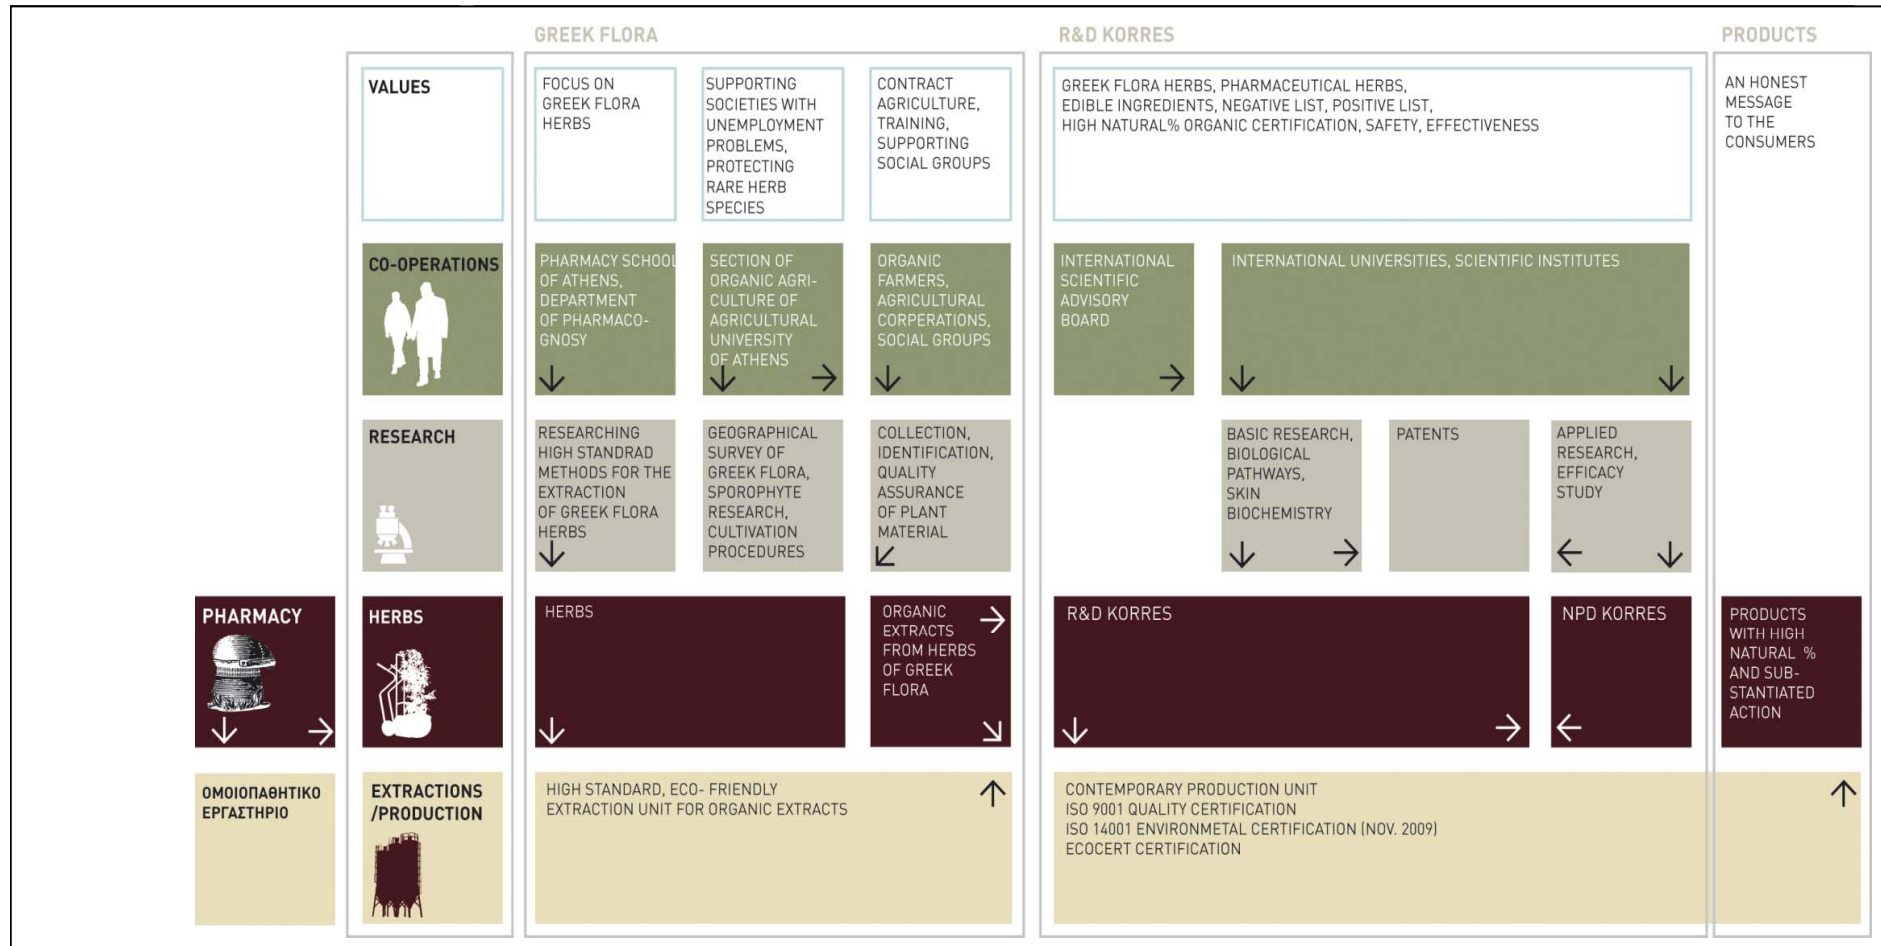 GREEK FLORA
R&D KORRES
PRODUCTS
VALUES
FOCUS ON
GREEK FLORA
HERBS
SUPPORTING
SOCIETIES WITH
UNEMPLOYMENT
PROBLEMS,
PROTECTING
RARE HERB
SPECIES
CONTRACT
AGRICULTURE,
TRAINING,
SUPPORTING
SOCIAL GROUPS
GREEK FLORA HERBS, PHARMACEUTICAL HERBS,
EDIBLE INGREDIENTS, NEGATIVE LIST, POSITIVE LIST,
HIGH NATURAL% ORGANIC CERTIFICATION, SAFETY, EFFECTIVENESS
AN HONEST
MESSAGE
TO THE
CONSUMERS
CO-OPERATIONS
PHARMACY SCHOOL
OF ATHENS,
DEPARTMENT
OF PHARMACO-
GNOSY
SECTION OF
ORGANIC AGRI-
CULTURE OF
AGRICULTURAL
UNIVERSITY
OF ATHENS
ORGANIC
FARMERS,
AGRICULTURAL
CORPERATIONS,
SOCIAL GROUPS
INTERNATIONAL
SCIENTIFIC
ADVISORY
BOARD
INTERNATIONAL UNIVERSITIES, SCIENTIFIC INSTITUTES
RESEARCH
RESEARCHING
HIGH STANDRAD
METHODS FOR THE
EXTRACTION
OF GREEK FLORA
HERBS
GEOGRAPHICAL
SURVEY OF
GREEK FLORA,
SPOROPHYTE
RESEARCH,
CULTIVATION
PROCEDURES
COLLECTION,
IDENTIFICATION,
QUALITY
ASSURANCE
OF PLANT
MATERIAL
BASIC RESEARCH,
BIOLOGICAL
PATHWAYS,
SKIN
BIOCHEMISTRY
PATENTS
APPLIED
RESEARCH,
EFFICACY
STUDY
PHARMACY
HERBS
HERBS
ORGANIC
EXTRACTS
FROM HERBS
OF GREEK
FLORA
R&D KORRES
NPD KORRES
PRODUCTS
WITH HIGH
NATURAL %
AND SUB-
STANTIATED
ACTION
ΟΜΟΙΟΠΑΘΗΤΙΚΟ
ΕΡΓΑΣΤΗΡΙΟ
EXTRACTIONS
/PRODUCTION
HIGH STANDARD, ECO- FRIENDLY
EXTRACTION UNIT FOR ORGANIC EXTRACTS
CONTEMPORARY PRODUCTION UNIT
ISO 9001 QUALITY CERTIFICATION
ISO 14001 ENVIRONMETAL CERTIFICATION (NOV. 2009)
ECOCERT CERTIFICATION